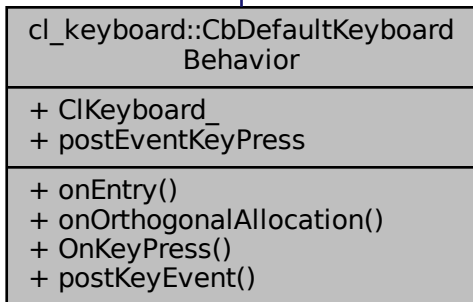 cl_keyboard::CbDefaultKeyboard
Behavior
+ ClKeyboard_
+ postEventKeyPress
+ onEntry()
+ onOrthogonalAllocation()
+ OnKeyPress()
+ postKeyEvent()